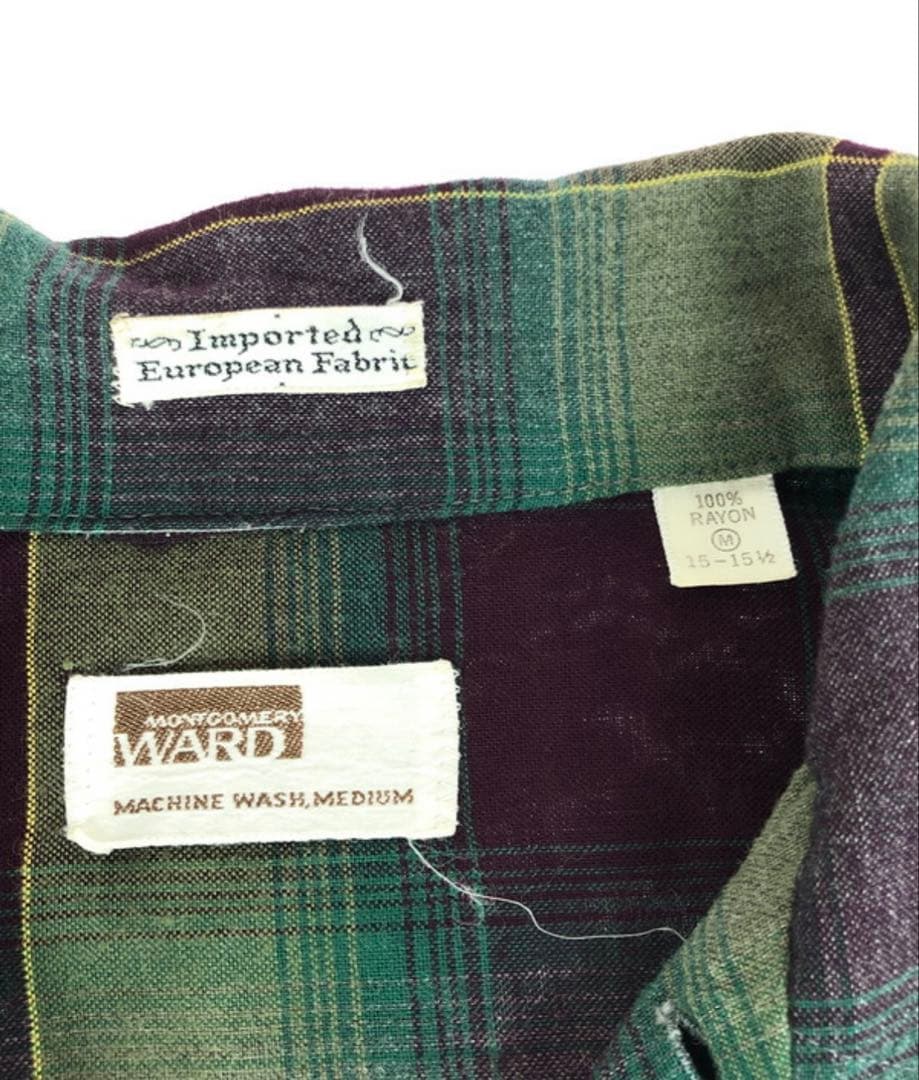 Imported
European Fabric
100%
RAYON
M
15-15½
MONTGOMERY
WARD
MACHINE WASH, MEDIUM